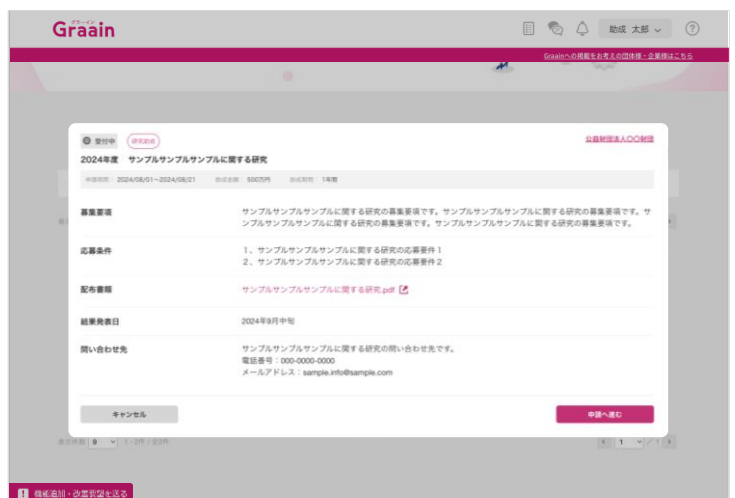 グラーイン
Graain
助成 太郎
?
Graainへの掲載をお考えの団体様・企業様はこちら
受付中 研究助成 公益財団法人〇〇財団
2024年度 サンプルサンプルサンプルに関する研究
申請期間: 2024/08/01～2024/08/21 助成金額: 500万円 助成期間: 1年間
募集要項
サンプルサンプルサンプルに関する研究の募集要項です。サンプルサンプルサンプルに関する研究の募集要項です。サ
ンプルサンプルサンプルに関する研究の募集要項です。サンプルサンプルサンプルに関する研究の募集要項です。
応募条件
1、サンプルサンプルサンプルに関する研究の応募要件1
2、サンプルサンプルサンプルに関する研究の応募要件2
配布書類
サンプルサンプルサンプルに関する研究.pdf
結果発表日
2024年9月中旬
問い合わせ先
サンプルサンプルサンプルに関する研究の問い合わせ先です。
電話番号：000-0000-0000
メールアドレス：sample.info@sample.com
キャンセル
申請へ進む
表示件数 9 1 - 2件 / 全2件
1 / 1
! 機能追加・改善要望を送る